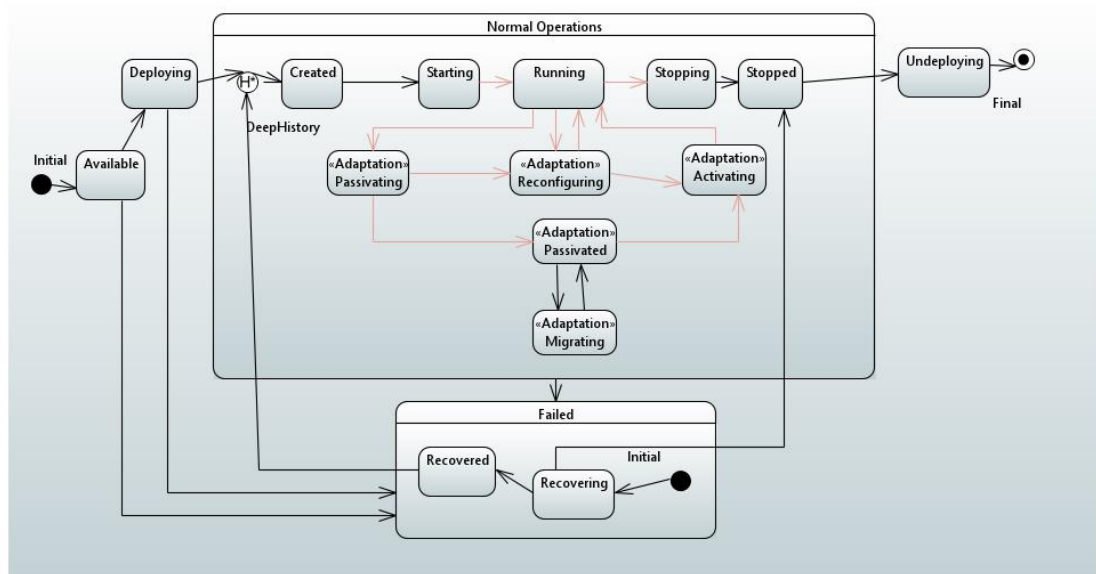 Normal Operations
Deploying
H*
Created
Starting
Running
Stopping
Stopped
Undeploying
Final
DeepHistory
Initial
Available
«Adaptation»
Passivating
«Adaptation»
Reconfiguring
«Adaptation»
Activating
«Adaptation»
Passivated
«Adaptation»
Migrating
Failed
Recovered
Recovering
Initial